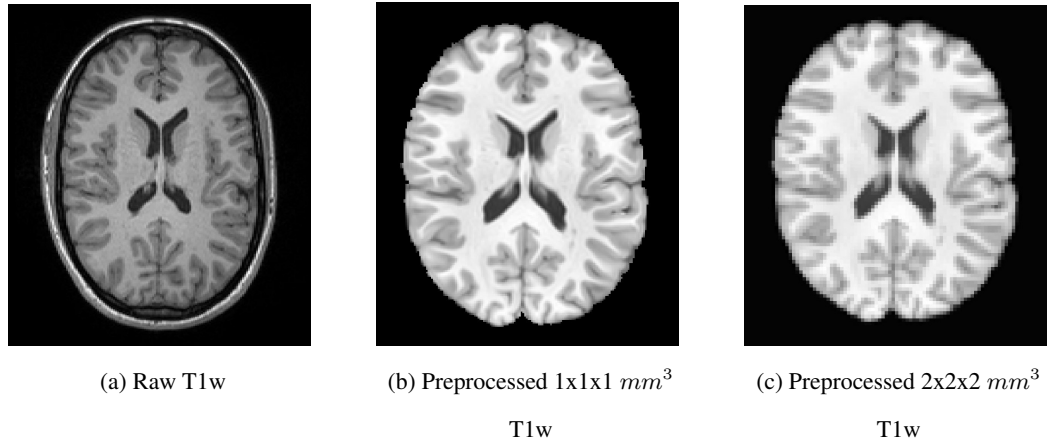 (a) Raw T1w
(b) Preprocessed 1x1x1 mm³
T1w
(c) Preprocessed 2x2x2 mm³
T1w